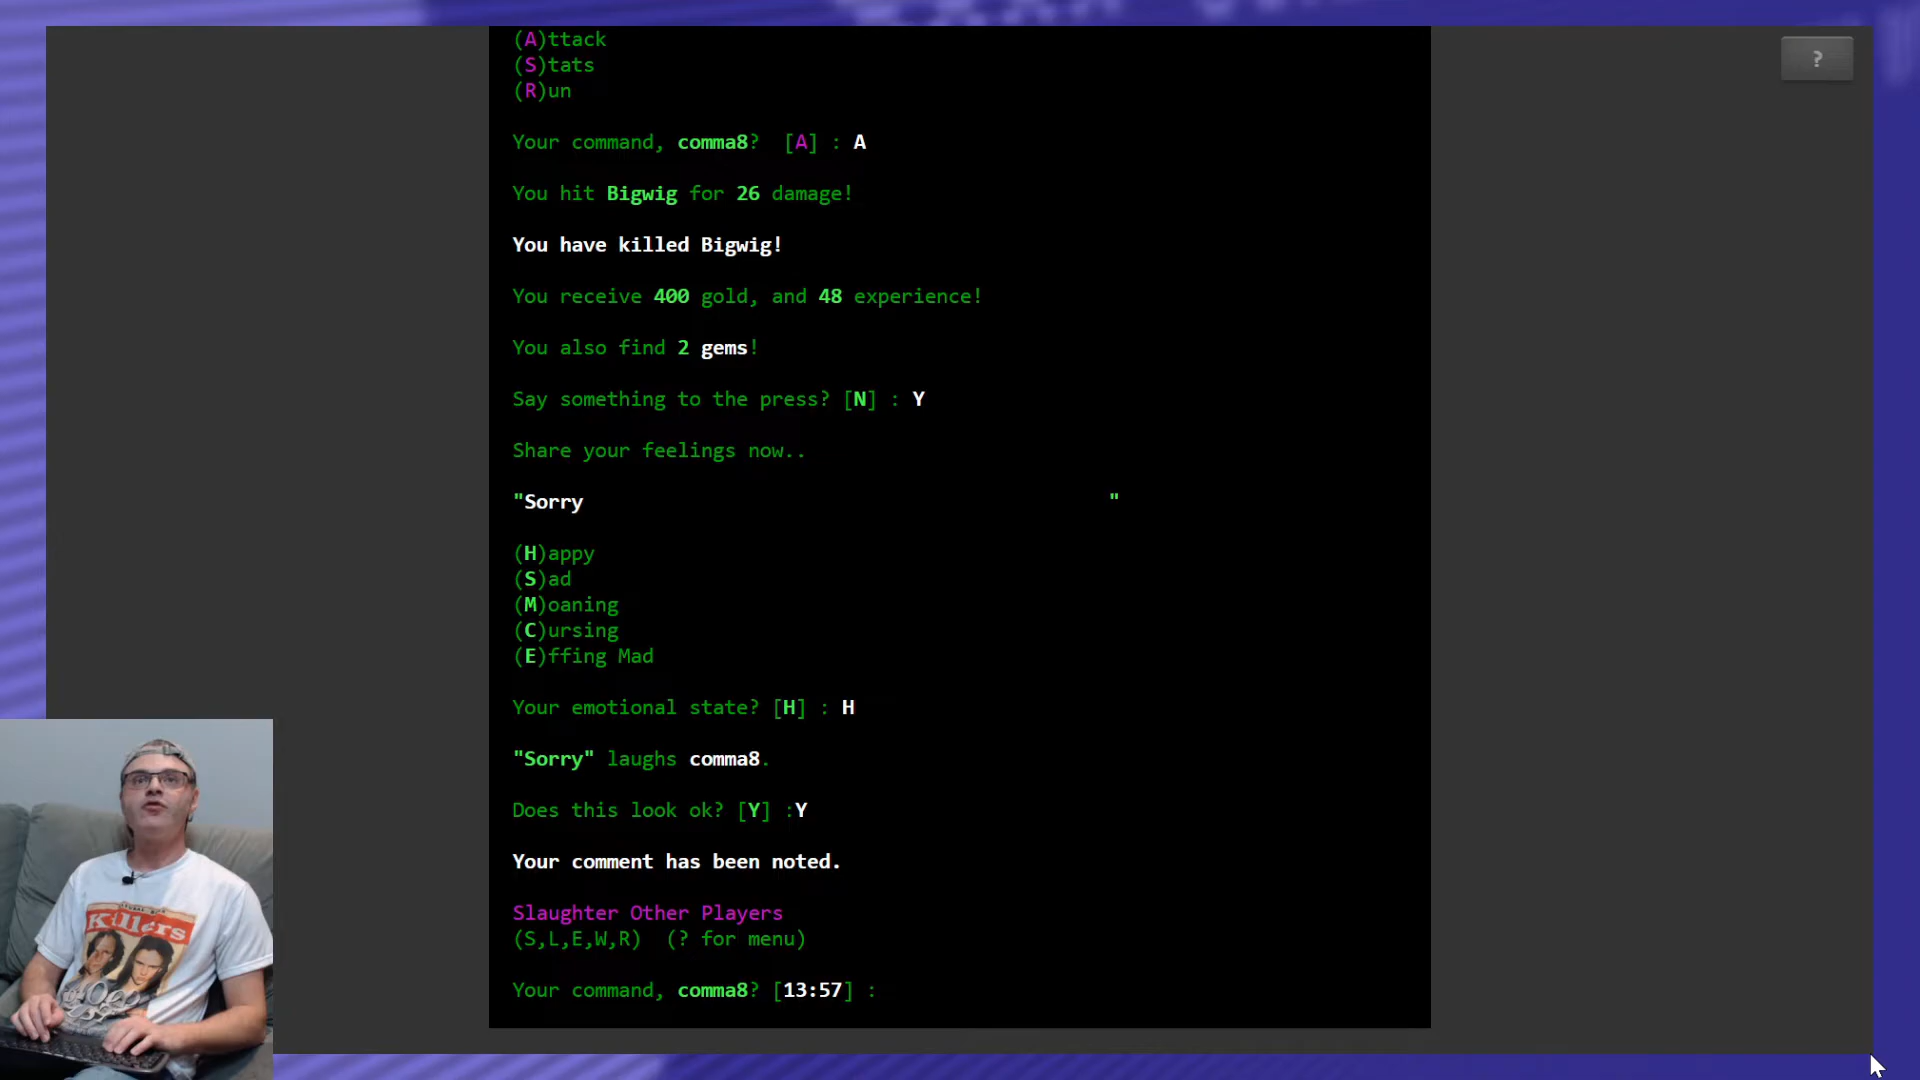 (A)ttack
(S)tats
(R)un
Your command, comma8?  [A] : A
You hit Bigwig for 26 damage!
You have killed Bigwig!
You receive 400 gold, and 48 experience!
You also find 2 gems!
Say something to the press? [N] : Y
Share your feelings now..
"Sorry                                             "
(H)appy
(S)ad
(M)oaning
(C)ursing
(E)ffing Mad
Your emotional state? [H] : H
"Sorry" laughs comma8.
Does this look ok? [Y] :Y
Your comment has been noted.
Slaughter Other Players
(S,L,E,W,R)  (? for menu)
Your command, comma8? [13:57] :
?
Killers